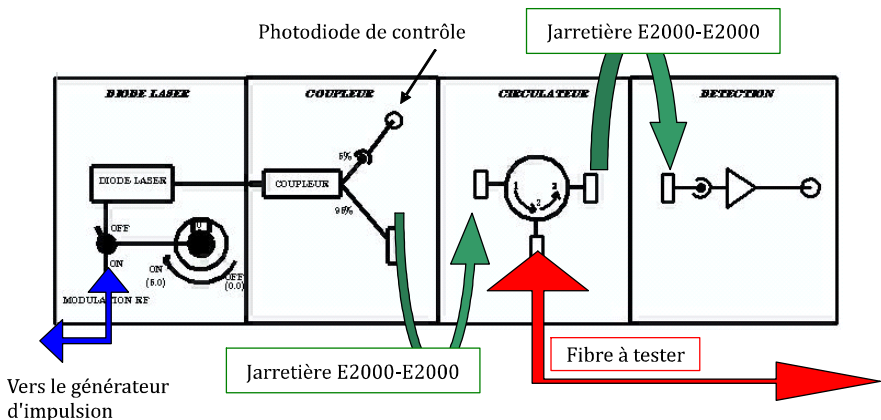 Photodiode de contrôle
Jarretière E2000-E2000
DIODE LASER
COUPLEUR
CIRCULATEUR
DETECTION
DIODE LASER
COUPLEUR
5%
95%
1
2
3
OFF
ON
U
ON
(5.0)
OFF
(0.0)
MODULATION RF
Jarretière E2000-E2000
Fibre à tester
Vers le générateur
d'impulsion